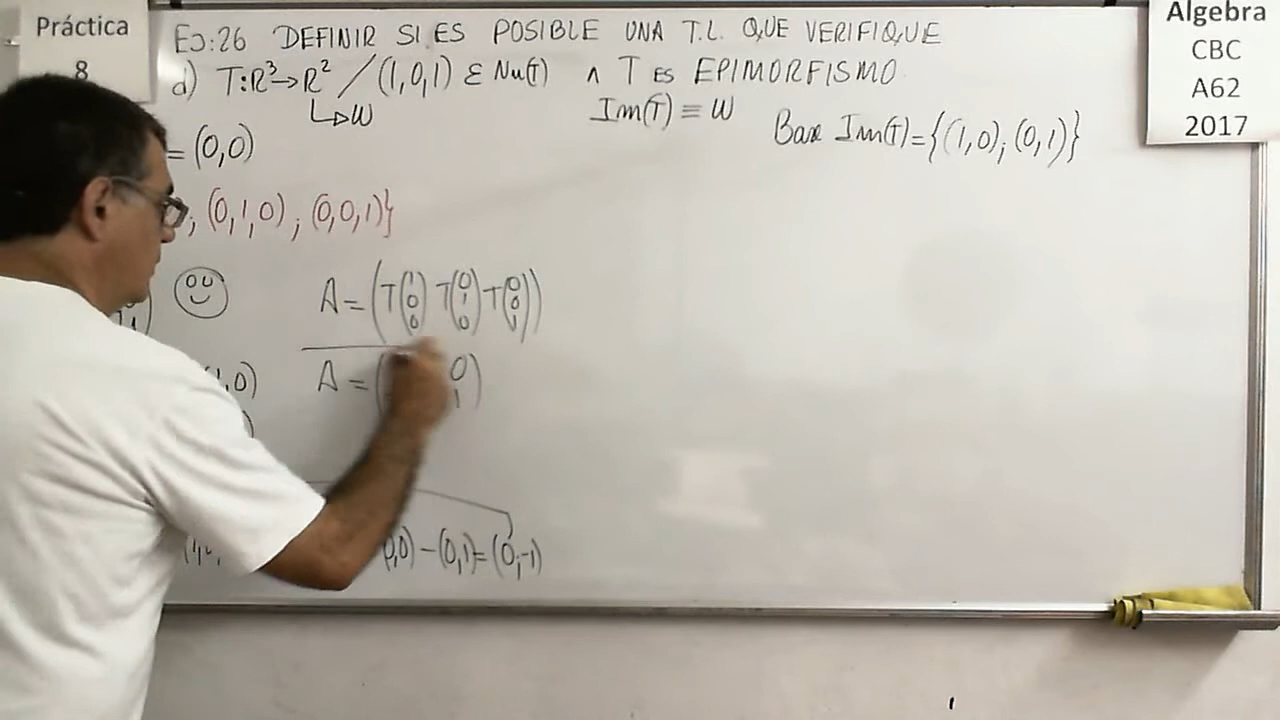 Práctica
8
Algebra
CBC
A62
2017
EJ:26 DEFINIR SI ES POSIBLE UNA T.L. QUE VERIFIQUE
d) T:R³→R² / (1,0,1) ε Nu(T) ∧ T ES EPIMORFISMO
↳W Im(T) ≡ W Base Im(T)={(1,0);(0,1)}
= (0,0)
; (0,1,0) ; (0,0,1)}
A = (T(1 0 0) T(0 1 0) T(0 0 1))
A = ( 0 1)
,0)
0,0) - (0,1) = (0,-1)